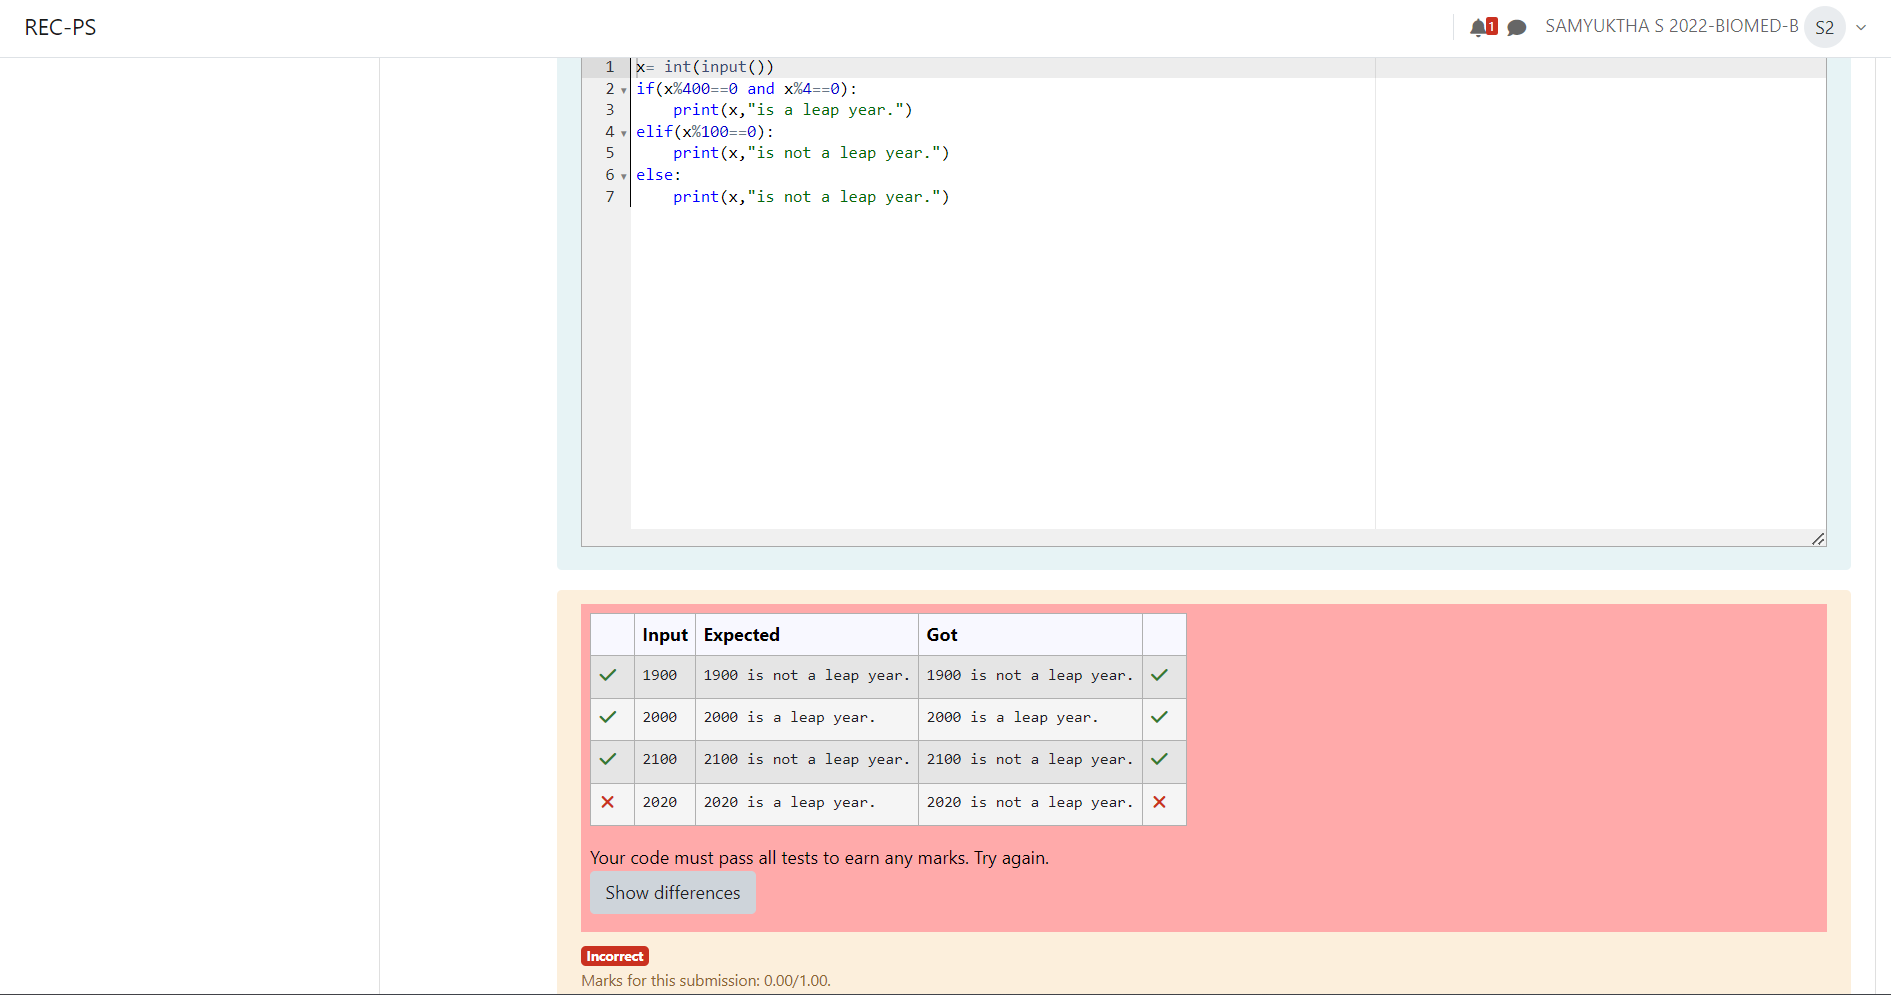 REC-PS
1
SAMYUKTHA S 2022-BIOMED-B
S2
1 x= int(input())
2 if(x%400==0 and x%4==0):
3     print(x,"is a leap year.")
4 elif(x%100==0):
5     print(x,"is not a leap year.")
6 else:
7     print(x,"is not a leap year.")
Input Expected Got
1900 1900 is not a leap year. 1900 is not a leap year.
2000 2000 is a leap year. 2000 is a leap year.
2100 2100 is not a leap year. 2100 is not a leap year.
2020 2020 is a leap year. 2020 is not a leap year.
Your code must pass all tests to earn any marks. Try again.
Show differences
Incorrect
Marks for this submission: 0.00/1.00.